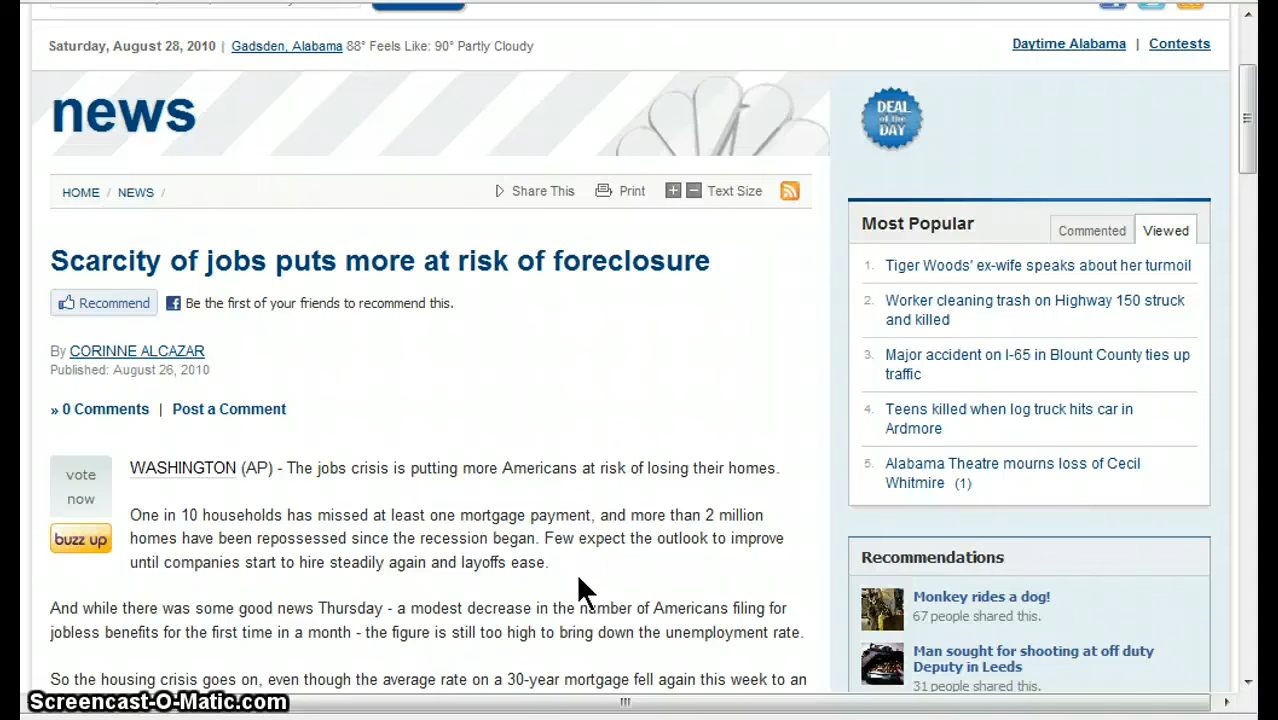 Saturday, August 28, 2010 | Gadsden, Alabama 88° Feels Like: 90° Partly Cloudy
Daytime Alabama | Contests
news
DEAL
of the
DAY
HOME / NEWS /
Share This Print + - Text Size
Scarcity of jobs puts more at risk of foreclosure
Recommend Be the first of your friends to recommend this.
By CORINNE ALCAZAR
Published: August 26, 2010
» 0 Comments | Post a Comment
vote
now
buzz up
WASHINGTON (AP) - The jobs crisis is putting more Americans at risk of losing their homes.
One in 10 households has missed at least one mortgage payment, and more than 2 million
homes have been repossessed since the recession began. Few expect the outlook to improve
until companies start to hire steadily again and layoffs ease.
And while there was some good news Thursday - a modest decrease in the number of Americans filing for
jobless benefits for the first time in a month - the figure is still too high to bring down the unemployment rate.
So the housing crisis goes on, even though the average rate on a 30-year mortgage fell again this week to an
Most Popular
Commented
Viewed
1. Tiger Woods' ex-wife speaks about her turmoil
2. Worker cleaning trash on Highway 150 struck
and killed
3. Major accident on I-65 in Blount County ties up
traffic
4. Teens killed when log truck hits car in
Ardmore
5. Alabama Theatre mourns loss of Cecil
Whitmire (1)
Recommendations
Monkey rides a dog!
67 people shared this.
Man sought for shooting at off duty
Deputy in Leeds
31 people shared this.
Screencast-O-Matic.com